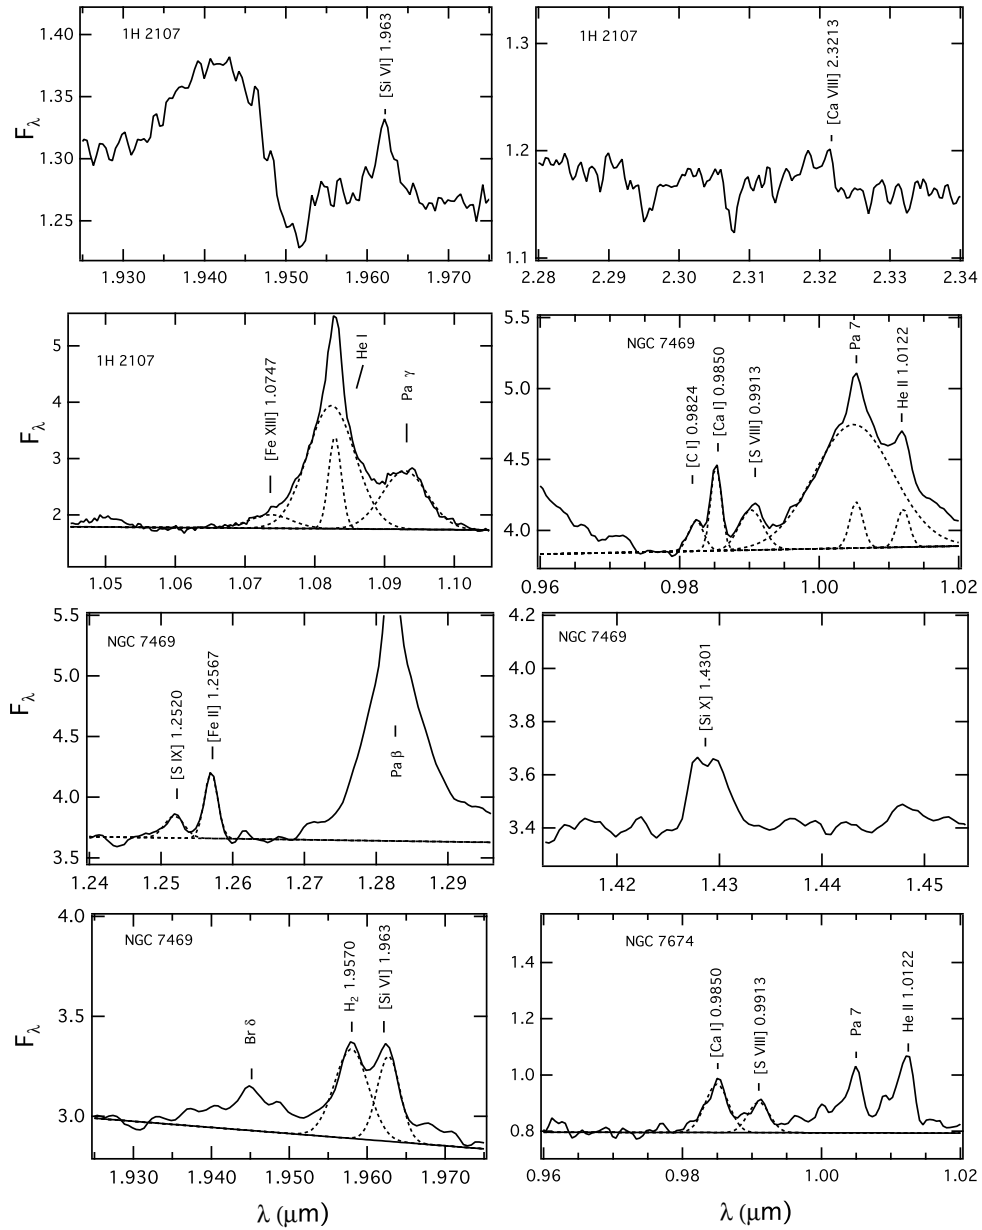 1.40
1.35
1.30
1.25
Fλ
1H 2107
[Si VI] 1.963
1.930 1.940 1.950 1.960 1.970
1.3
1.2
1.1
1H 2107
[Ca VIII] 2.3213
2.28 2.29 2.30 2.31 2.32 2.33 2.34
5
4
3
2
Fλ
1H 2107
[Fe XIII] 1.0747
He I
Pa γ
1.05 1.06 1.07 1.08 1.09 1.10
5.5
5.0
4.5
4.0
NGC 7469
[C I] 0.9824
[Ca I] 0.9850
[S VIII] 0.9913
Pa 7
He II 1.0122
0.96 0.98 1.00 1.02
5.5
5.0
4.5
4.0
3.5
Fλ
NGC 7469
[S IX] 1.2520
[Fe II] 1.2567
Pa β
1.24 1.25 1.26 1.27 1.28 1.29
4.2
4.0
3.8
3.6
3.4
NGC 7469
[Si X] 1.4301
1.42 1.43 1.44 1.45
4.0
3.5
3.0
Fλ
NGC 7469
Br δ
H2 1.9570
[Si VI] 1.963
1.930 1.940 1.950 1.960 1.970
λ (μm)
1.4
1.2
1.0
0.8
NGC 7674
[Ca I] 0.9850
[S VIII] 0.9913
Pa 7
He II 1.0122
0.96 0.98 1.00 1.02
λ (μm)